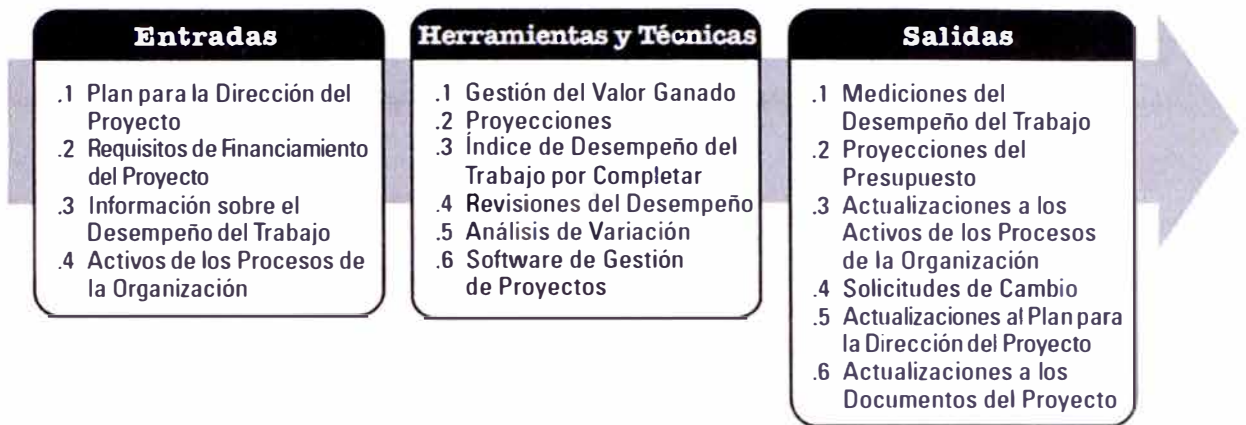 Entradas
.1 Plan para la Dirección del
Proyecto
.2 Requisitos de Financiamiento
del Proyecto
.3 Información sobre el
Desempeño del Trabajo
.4 Activos de los Procesos de
la Organización
Herramientas y Técnicas
.1 Gestión del Valor Ganado
.2 Proyecciones
.3 Índice de Desempeño del
Trabajo por Completar
.4 Revisiones del Desempeño
.5 Análisis de Variación
.6 Software de Gestión
de Proyectos
Salidas
.1 Mediciones del
Desempeño del Trabajo
.2 Proyecciones del
Presupuesto
.3 Actualizaciones a los
Activos de los Procesos
de la Organización
.4 Solicitudes de Cambio
.5 Actualizaciones al Plan para
la Dirección del Proyecto
.6 Actualizaciones a los
Documentos del Proyecto